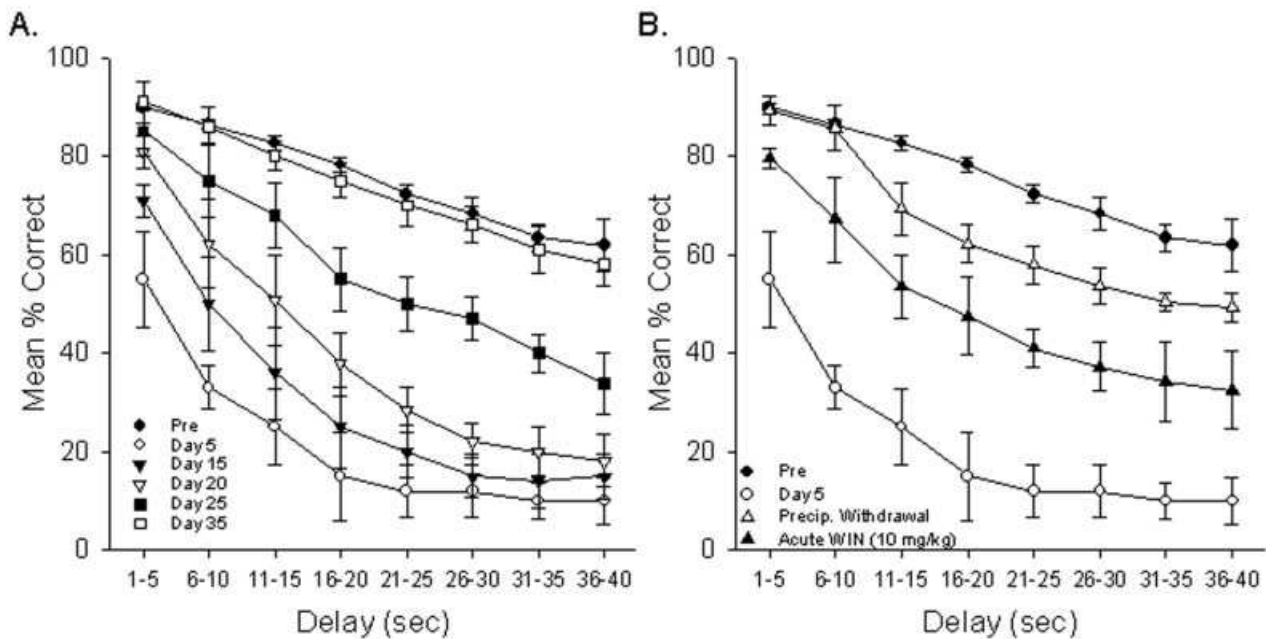 A.
100
80
60
40
20
0
Mean % Correct
Pre
Day 5
Day 15
Day 20
Day 25
Day 35
1-5 6-10 11-15 16-20 21-25 26-30 31-35 36-40
Delay (sec)
B.
100
80
60
40
20
0
Mean % Correct
Pre
Day 5
Precip. Withdrawal
Acute WIN (10 mg/kg)
1-5 6-10 11-15 16-20 21-25 26-30 31-35 36-40
Delay (sec)